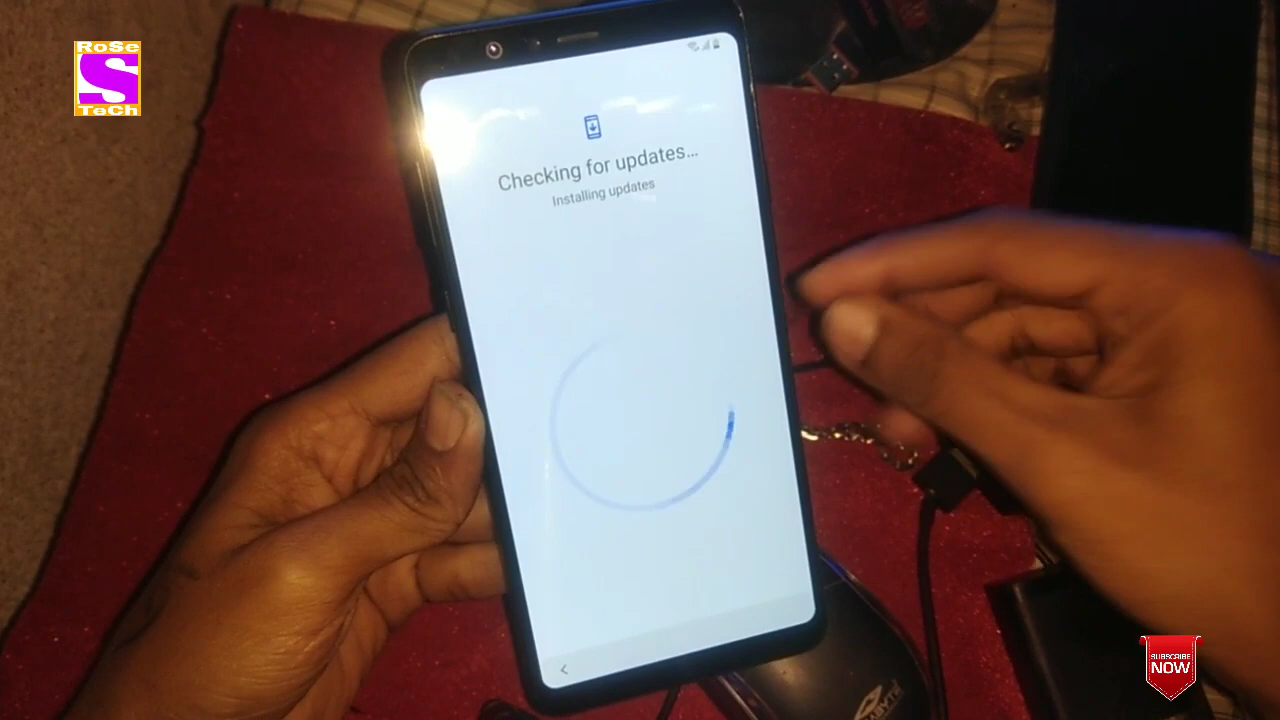 RoSe
S
TeCh
Checking for updates...
Installing updates
SUBSCRIBE
NOW